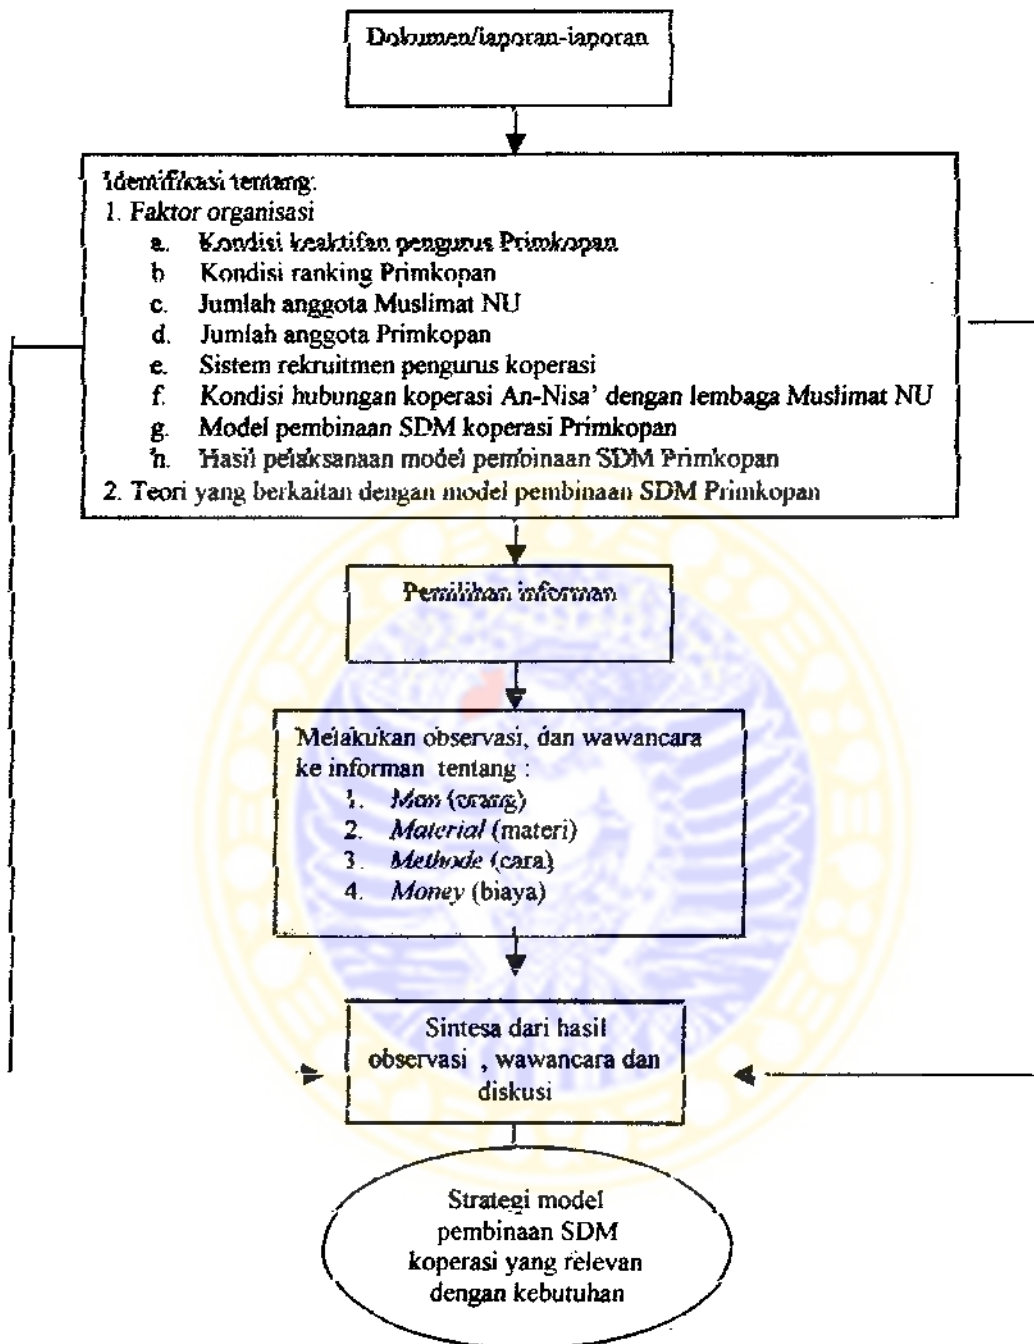 Dokumen/laporan-laporan
Identifikasi tentang:
1. Faktor organisasi
a. Kondisi keaktifan pengurus Primkopan
b Kondisi ranking Primkopan
c. Jumlah anggota Muslimat NU
d. Jumlah anggota Primkopan
e. Sistem rekruitmen pengurus koperasi
f. Kondisi hubungan koperasi An-Nisa' dengan lembaga Muslimat NU
g. Model pembinaan SDM koperasi Primkopan
h. Hasil pelaksanaan model pembinaan SDM Primkopan
2. Teori yang berkaitan dengan model pembinaan SDM Primkopan
Pemilihan informan
Melakukan observasi, dan wawancara
ke informan tentang :
1. Man (orang)
2. Material (materi)
3. Methode (cara)
4. Money (biaya)
Sintesa dari hasil
observasi , wawancara dan
diskusi
Strategi model
pembinaan SDM
koperasi yang relevan
dengan kebutuhan